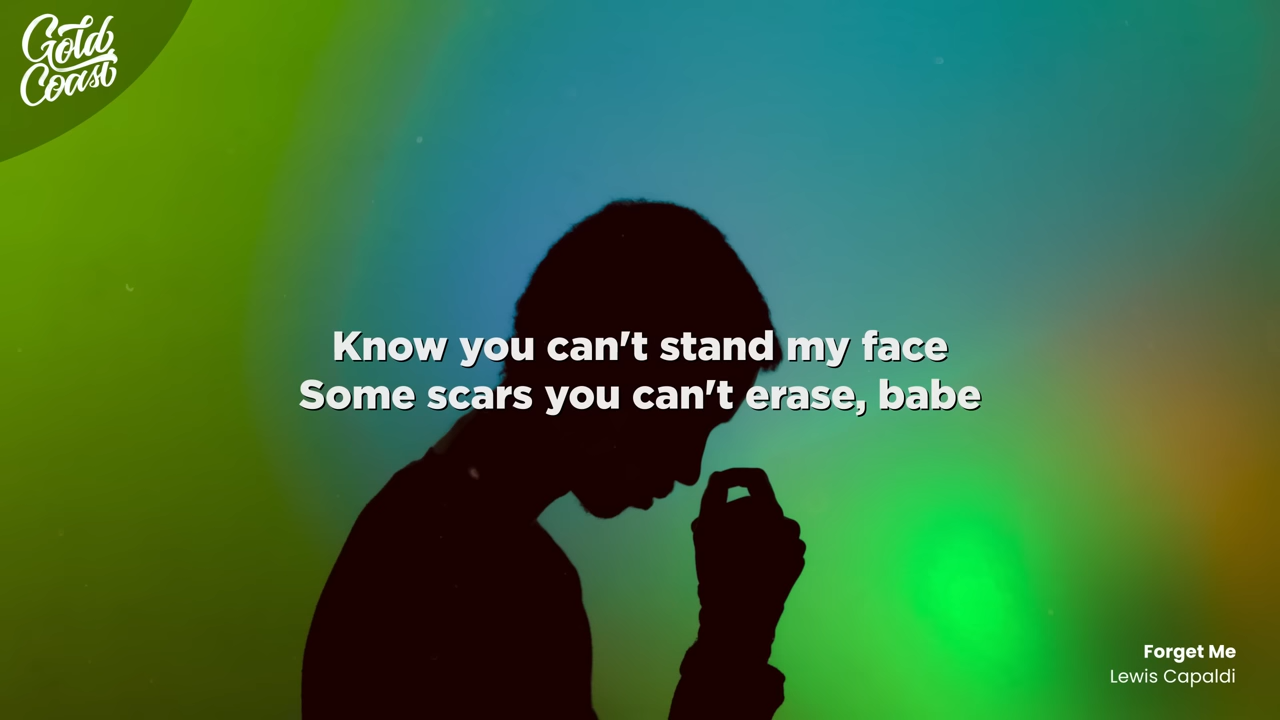 Gold
Coast
Know you can't stand my face
Some scars you can't erase, babe
Forget Me
Lewis Capaldi